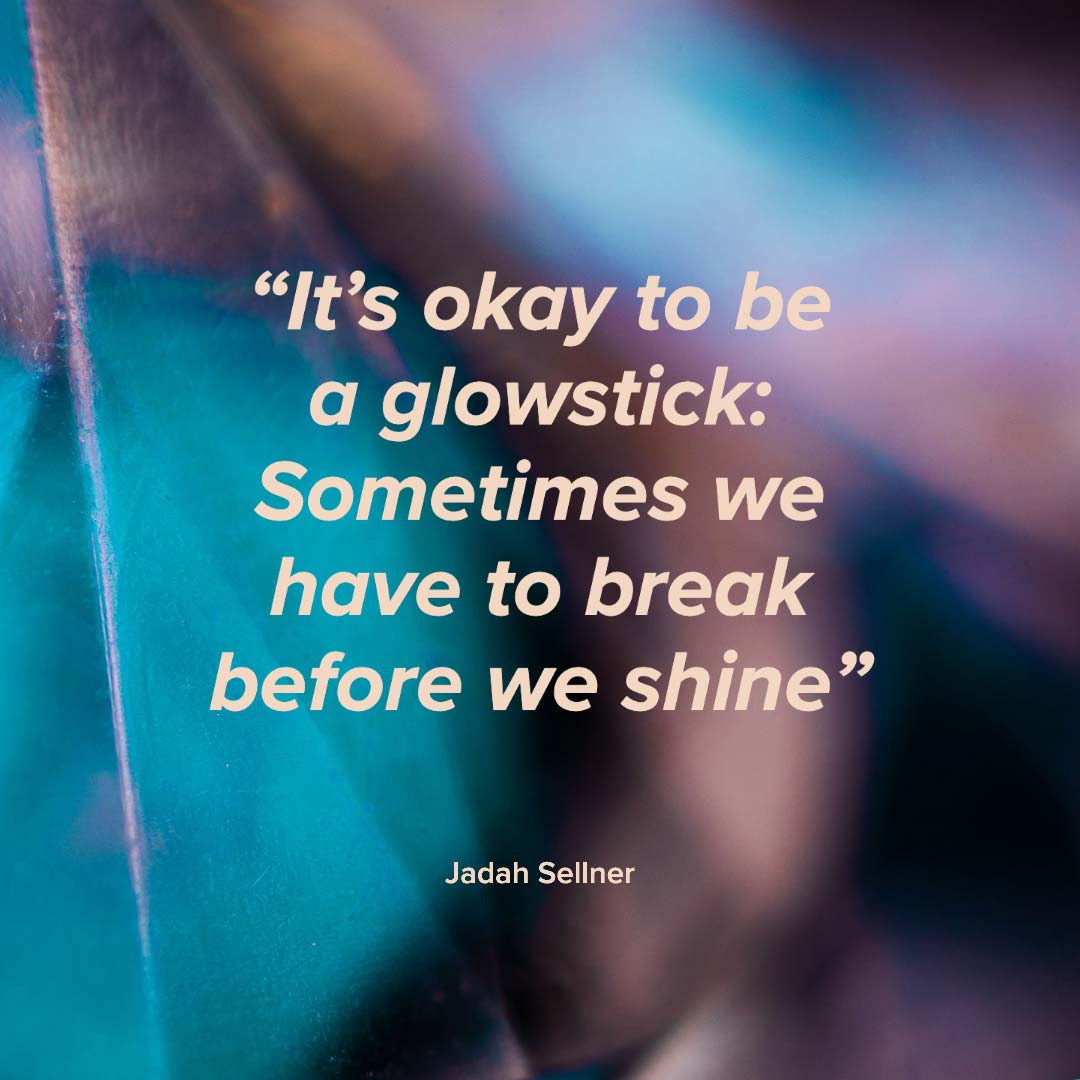 “It’s okay to be
a glowstick:
Sometimes we
have to break
before we shine”
Jadah Sellner